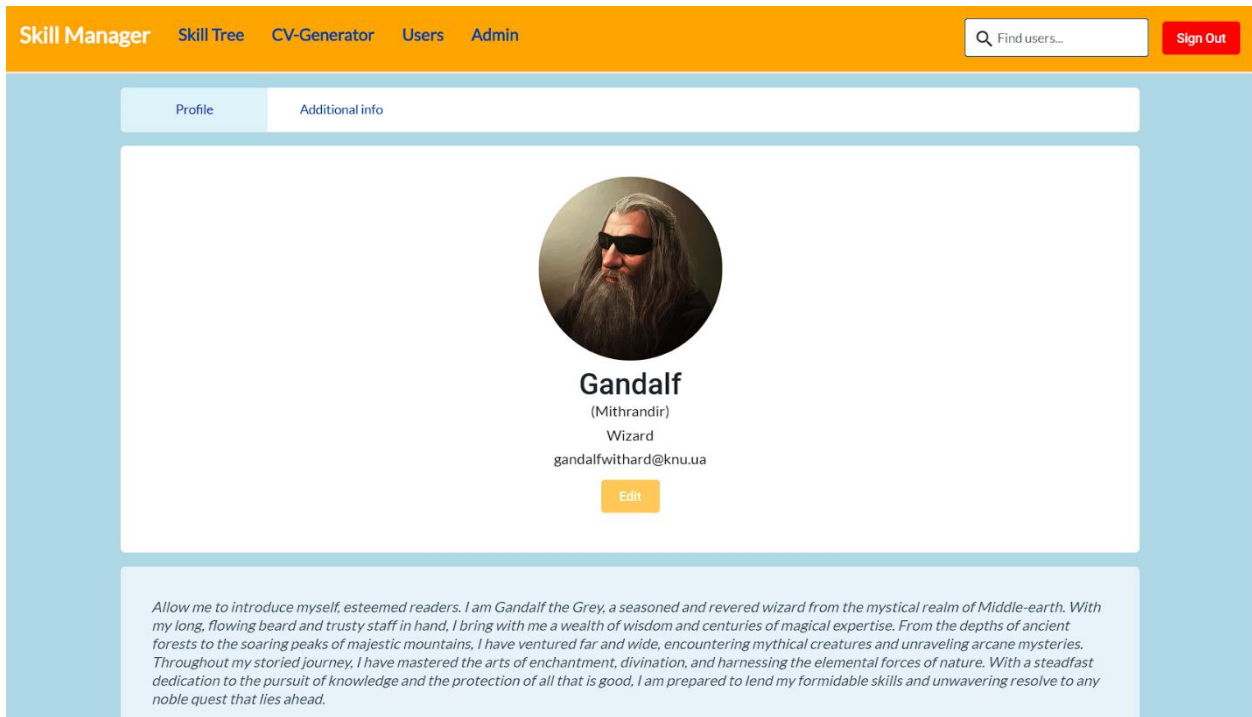 Skill Manager Skill Tree CV-Generator Users Admin Find users... Sign Out
Profile Additional info
Gandalf
(Mithrandir)
Wizard
gandalfwithard@knu.ua
Edit
Allow me to introduce myself, esteemed readers. I am Gandalf the Grey, a seasoned and revered wizard from the mystical realm of Middle-earth. With
my long, flowing beard and trusty staff in hand, I bring with me a wealth of wisdom and centuries of magical expertise. From the depths of ancient
forests to the soaring peaks of majestic mountains, I have ventured far and wide, encountering mythical creatures and unraveling arcane mysteries.
Throughout my storied journey, I have mastered the arts of enchantment, divination, and harnessing the elemental forces of nature. With a steadfast
dedication to the pursuit of knowledge and the protection of all that is good, I am prepared to lend my formidable skills and unwavering resolve to any
noble quest that lies ahead.